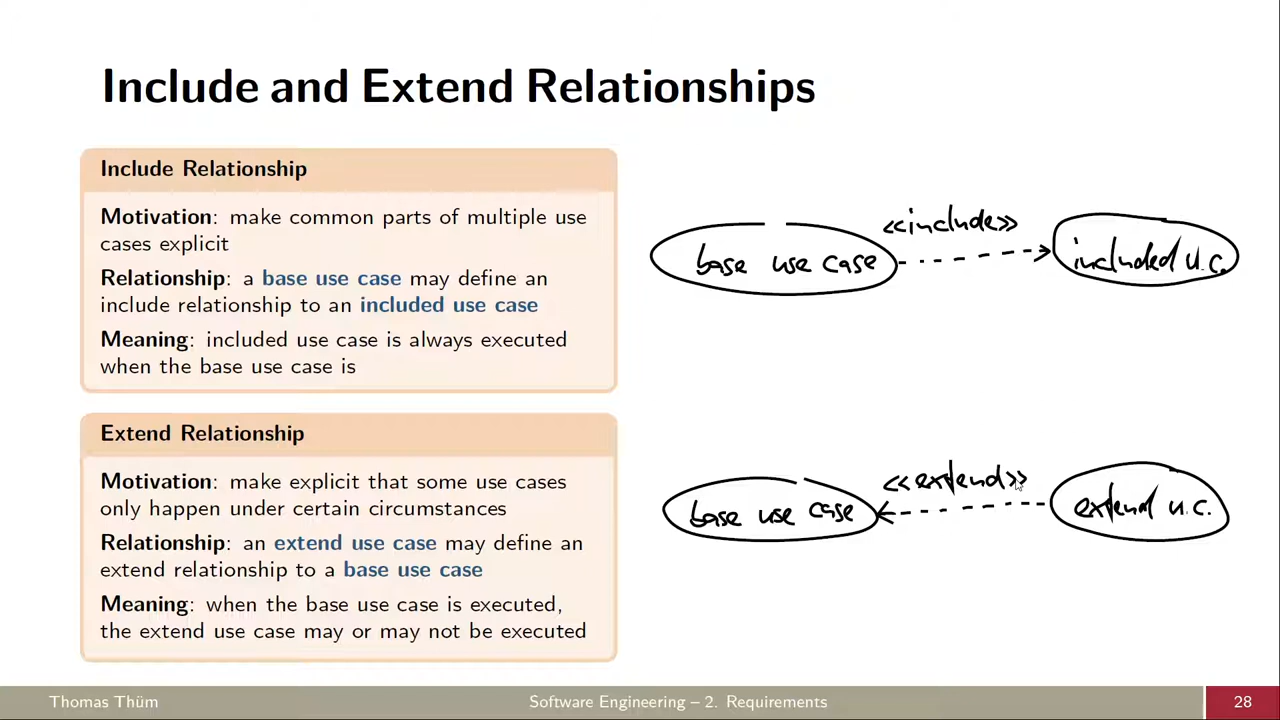 Include and Extend Relationships
Include Relationship
Motivation: make common parts of multiple use
cases explicit
Relationship: a base use case may define an
include relationship to an included use case
Meaning: included use case is always executed
when the base use case is
base use case
<<include>>
included u.c.
Extend Relationship
Motivation: make explicit that some use cases
only happen under certain circumstances
Relationship: an extend use case may define an
extend relationship to a base use case
Meaning: when the base use case is executed,
the extend use case may or may not be executed
base use case
<<extend>>
extend u.c.
Thomas Thüm
Software Engineering – 2. Requirements
28